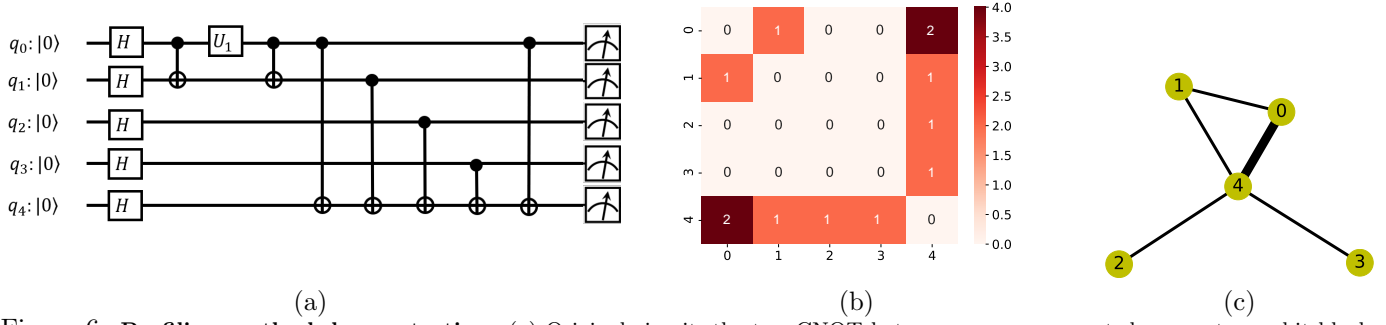 q₀:|0⟩ H U₁
q₁:|0⟩ H
q₂:|0⟩ H
q₃:|0⟩ H
q₄:|0⟩ H
(a)
0 0 1 0 0 2
1 1 0 0 0 1
2 0 0 0 0 1
3 0 0 0 0 1
4 2 1 1 1 0
0 1 2 3 4
4.0
3.5
3.0
2.5
2.0
1.5
1.0
0.5
0.0
(b)
1
0
4
2
3
(c)